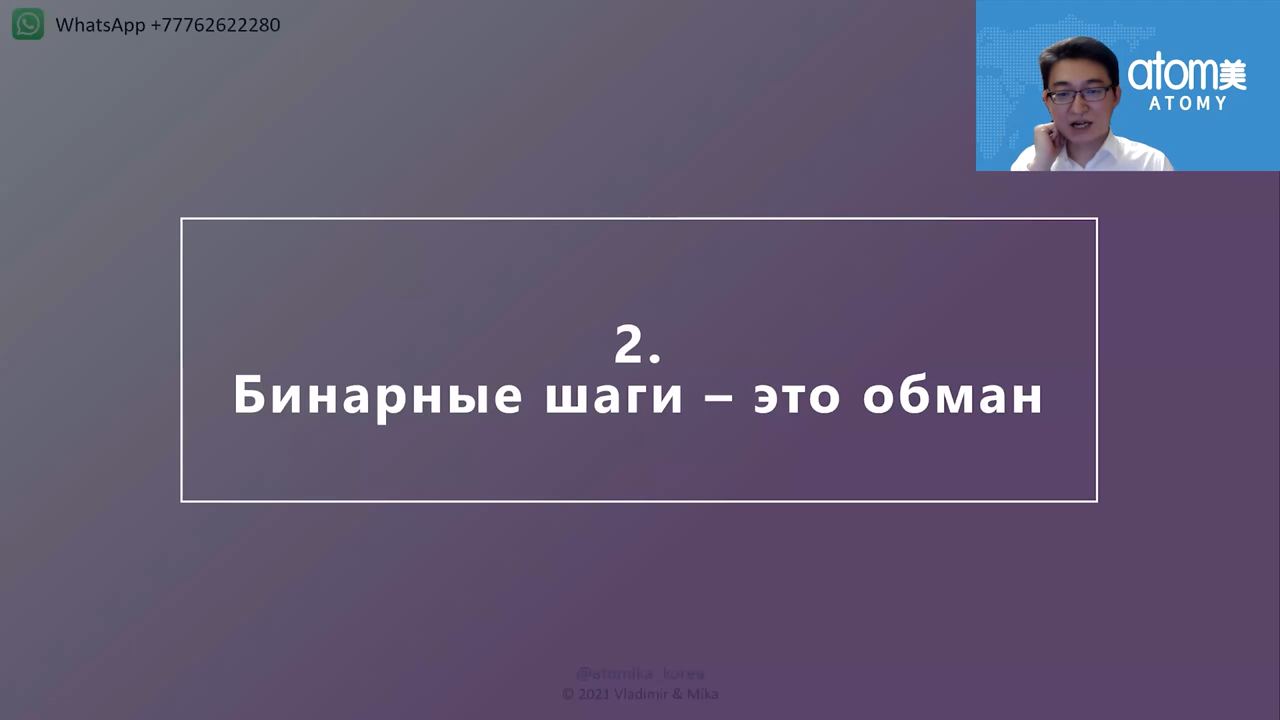 WhatsApp +77762622280
atom美
ATOMY
2.
Бинарные шаги – это обман
@atomika_korea
© 2021 Vladimir & Mika